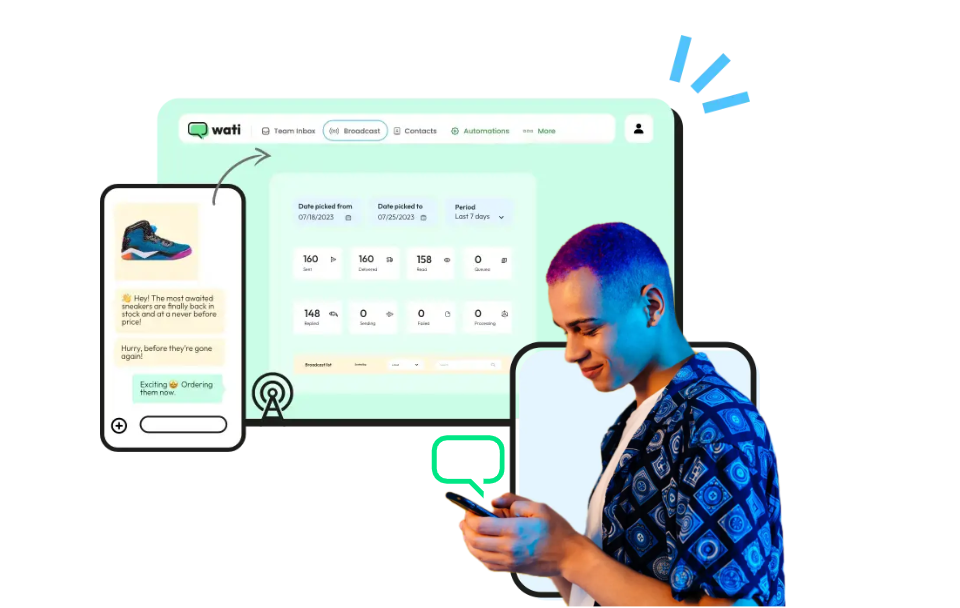 wati
Team Inbox
Broadcast
Contacts
Automations
More
Date picked from
07/18/2023
Date picked to
07/25/2023
Period
Last 7 days
160
Sent
160
Delivered
158
Read
0
Queued
148
Replied
0
Sending
0
Failed
0
Processing
Broadcast list
👋 Hey! The most awaited
sneakers are finally back in
stock and at a never before
price!
Hurry, before they're gone
again!
Exciting 🤩 Ordering
them now.